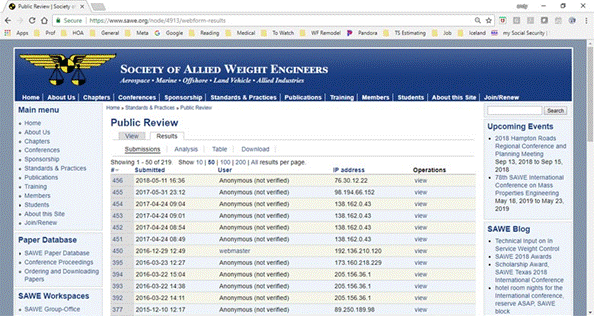 Public Review | Society o
andy
Secure
https://www.sawe.org/node/4913/webform-results
Apps
Google
Prof
HOA
General
Meta
Google Voice
Reading
Medical
To Watch
WF Remodel
Pandora
TS Estimating
Job
Iceland
my Social Security |
SOCIETY OF ALLIED WEIGHT ENGINEERS
Aerospace • Marine • Offshore • Land Vehicle • Allied Industries
Home | About Us | Chapters | Conferences | Sponsorship | Standards & Practices | Publications | Training | Members | Students | About this Site | Join/Renew
Main menu
Home
About Us
Chapters
Conferences
Sponsorship
Standards & Practices
Publications
Training
Members
Students
About this Site
Join/Renew
Paper Database
SAWE Paper Database
Conference Proceedings
Ordering and Downloading
Papers
SAWE Workspaces
SAWE Group-Office
Home » Standards & Practices » Public Review
Public Review
View Results
Submissions Analysis Table Download
Showing 1 - 50 of 219. Show 10 | 50 | 100 | 200 | All results per page.
# Submitted User IP address Operations
456 2018-05-11 16:36 Anonymous (not verified) 76.30.12.22 view
455 2017-05-31 23:12 Anonymous (not verified) 98.194.66.152 view
454 2017-04-24 09:04 Anonymous (not verified) 138.162.0.43 view
453 2017-04-24 09:01 Anonymous (not verified) 138.162.0.43 view
452 2017-04-24 08:54 Anonymous (not verified) 138.162.0.43 view
451 2017-04-24 08:49 Anonymous (not verified) 138.162.0.43 view
450 2016-12-29 12:49 webmaster 192.136.210.120 view
395 2016-03-23 12:27 Anonymous (not verified) 173.160.218.229 view
394 2016-03-22 15:04 Anonymous (not verified) 205.156.36.1 view
393 2016-03-22 14:38 Anonymous (not verified) 205.156.36.1 view
392 2016-03-22 14:11 Anonymous (not verified) 205.156.36.1 view
377 2015-12-10 12:17 Anonymous (not verified) 89.250.189.98 view
Search
Upcoming Events
2018 Hampton Roads
Regional Conference and
Planning Meeting
Sep 13, 2018 to Sep 15,
2018
78th SAWE International
Conference on Mass
Properties Engineering
May 18, 2019 to May 23,
2019
SAWE Blog
Technical Input on In
Service Weight Control
SAWE 2018 Awards
Scholarship Award,
SAWE Texas 2018
International Conference
hotel room nights for the
International conference,
reserve ASAP, SAWE
block